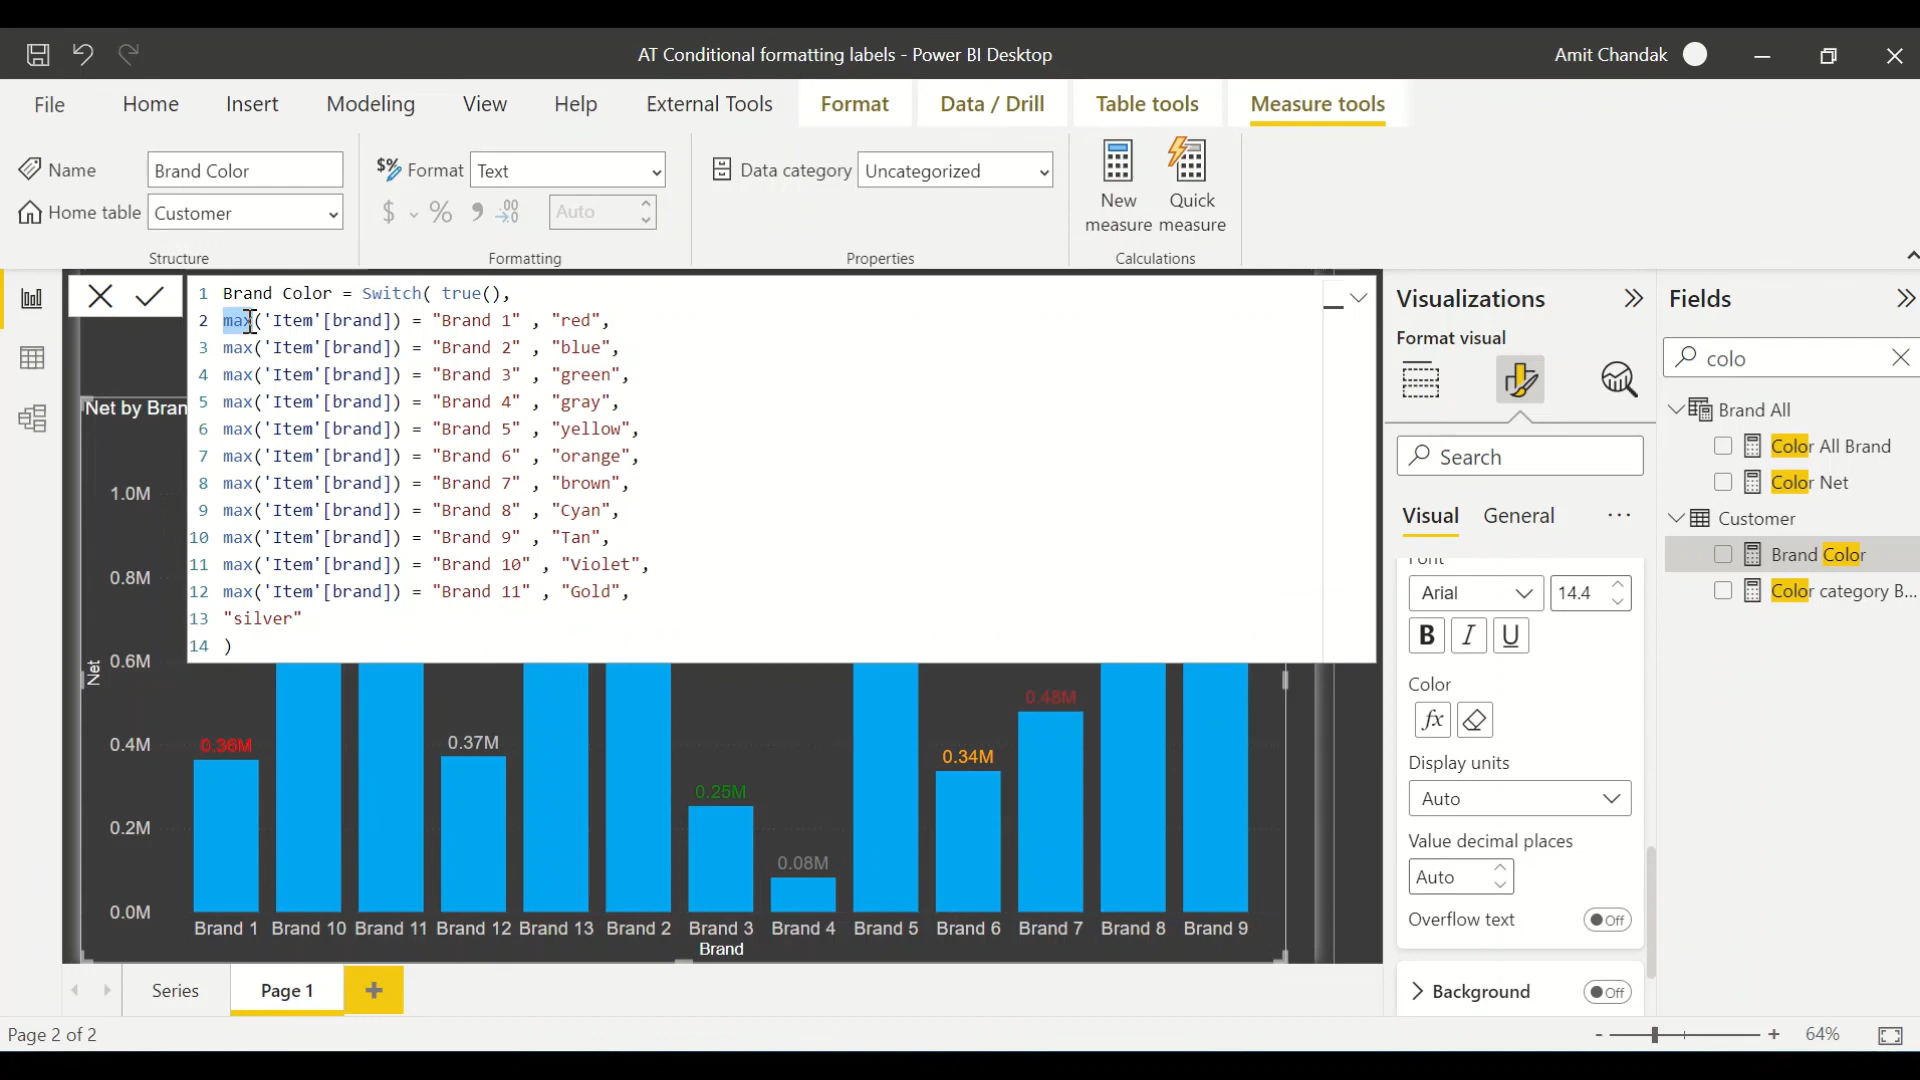 AT Conditional formatting labels - Power BI Desktop
Amit Chandak
File Home Insert Modeling View Help External Tools Format Data / Drill Table tools Measure tools
Name Brand Color
Home table Customer
Structure
Format Text
$ % 9 .00 Auto
Formatting
Data category Uncategorized
Properties
New measure
Quick measure
Calculations
1 Brand Color = Switch( true(),
2 max('Item'[brand]) = "Brand 1" , "red",
3 max('Item'[brand]) = "Brand 2" , "blue",
4 max('Item'[brand]) = "Brand 3" , "green",
5 max('Item'[brand]) = "Brand 4" , "gray",
6 max('Item'[brand]) = "Brand 5" , "yellow",
7 max('Item'[brand]) = "Brand 6" , "orange",
8 max('Item'[brand]) = "Brand 7" , "brown",
9 max('Item'[brand]) = "Brand 8" , "Cyan",
10 max('Item'[brand]) = "Brand 9" , "Tan",
11 max('Item'[brand]) = "Brand 10" , "Violet",
12 max('Item'[brand]) = "Brand 11" , "Gold",
13 "silver"
14 )
Net by Bran
1.0M
0.8M
0.6M
0.4M
0.2M
0.0M
Net
0.36M 0.37M 0.25M 0.08M 0.34M 0.48M
Brand 1 Brand 10 Brand 11 Brand 12 Brand 13 Brand 2 Brand 3 Brand 4 Brand 5 Brand 6 Brand 7 Brand 8 Brand 9
Brand
Visualizations
Format visual
Search
Visual General ...
Font
Arial 14.4
B I U
Color
fx
Display units
Auto
Value decimal places
Auto
Overflow text Off
Background Off
Fields
colo
Brand All
Color All Brand
Color Net
Customer
Brand Color
Color category B...
Series Page 1 +
Page 2 of 2
- + 64%